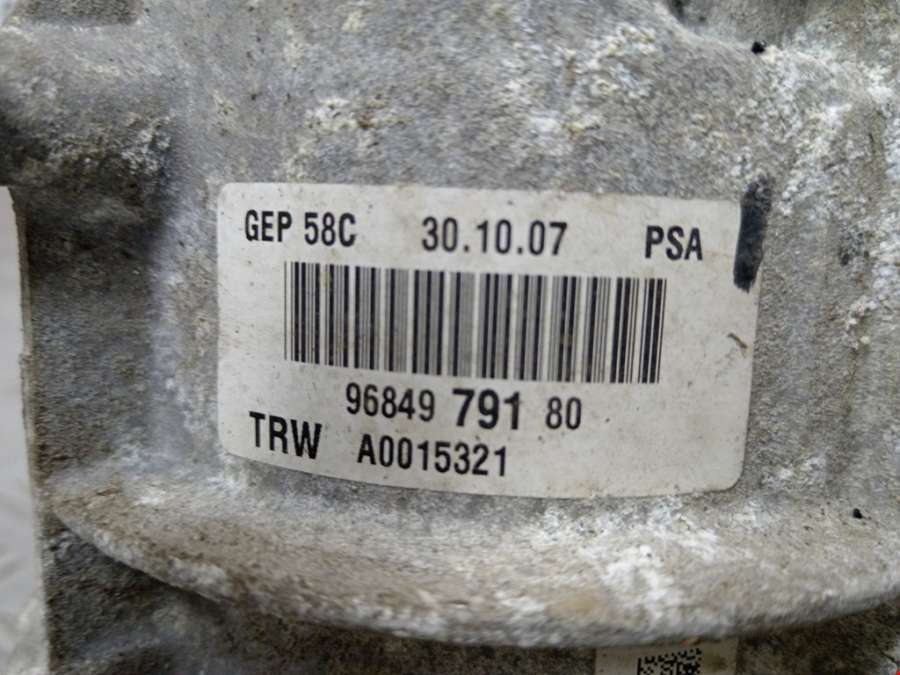 GEP 58C 30.10.07 PSA
96849 791 80
TRW A0015321